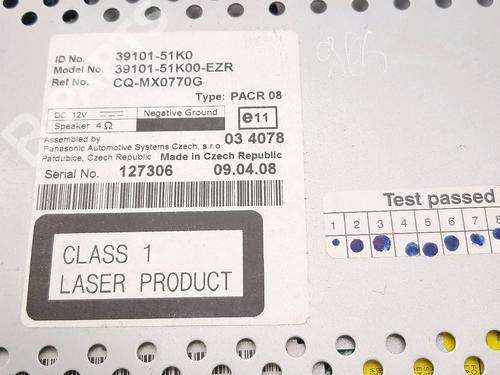 ID No. 39101-51K0
Model No. 39101-51K00-EZR
Ref No. CQ-MX0770G
Type: PACR 08
DC 12V Negative Ground
Speaker 4 Ω
e11
Assembled by 03 4078
Panasonic Automotive Systems Czech, s.r.o
Pardubice, Czech Republic Made in Czech Republic
Serial No. 127306 09.04.08
Test passed
1 2 3 4 5 6 7 8
CLASS 1
LASER PRODUCT